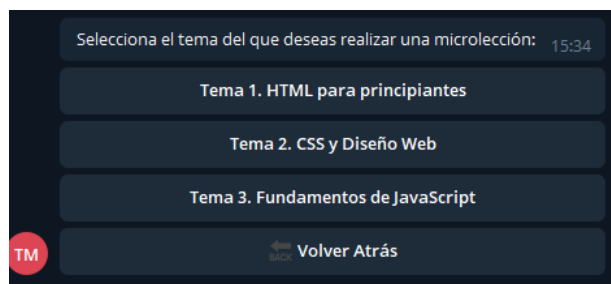 Selecciona el tema del que deseas realizar una microlección: 15:34
Tema 1. HTML para principiantes
Tema 2. CSS y Diseño Web
Tema 3. Fundamentos de JavaScript
BACK Volver Atrás
TM